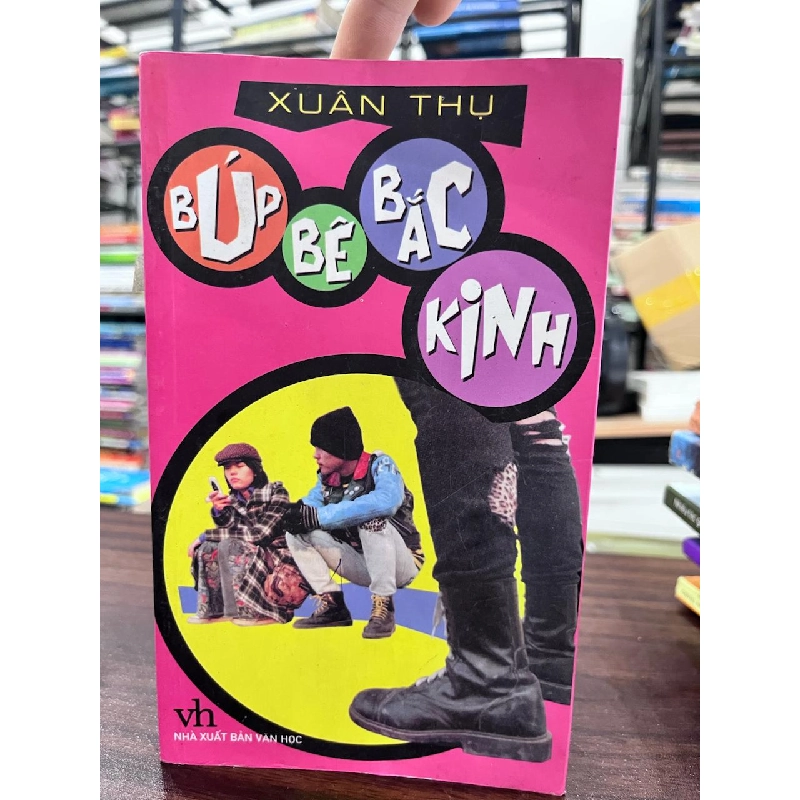 XUÂN THỤ
BÚP
BÊ
BẮC
KINH
vh
NHÀ XUẤT BẢN VĂN HỌC